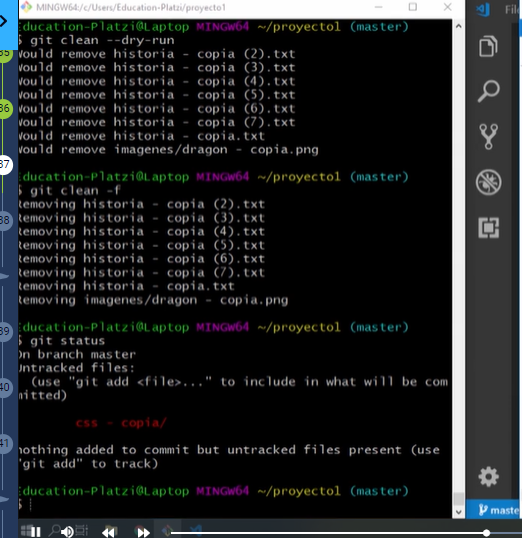 MINGW64:/c/Users/Education-Platzi/proyecto1
Fil
Education-Platzi@Laptop MINGW64 ~/proyecto1 (master)
$ git clean --dry-run
Would remove historia - copia (2).txt
Would remove historia - copia (3).txt
Would remove historia - copia (4).txt
Would remove historia - copia (5).txt
Would remove historia - copia (6).txt
Would remove historia - copia (7).txt
Would remove historia - copia.txt
Would remove imagenes/dragon - copia.png
Education-Platzi@Laptop MINGW64 ~/proyecto1 (master)
$ git clean -f
Removing historia - copia (2).txt
Removing historia - copia (3).txt
Removing historia - copia (4).txt
Removing historia - copia (5).txt
Removing historia - copia (6).txt
Removing historia - copia (7).txt
Removing historia - copia.txt
Removing imagenes/dragon - copia.png
Education-Platzi@Laptop MINGW64 ~/proyecto1 (master)
$ git status
On branch master
Untracked files:
(use "git add <file>..." to include in what will be com
mitted)
css - copia/
nothing added to commit but untracked files present (use
"git add" to track)
Education-Platzi@Laptop MINGW64 ~/proyecto1 (master)
$
maste
35
36
37
38
39
40
41